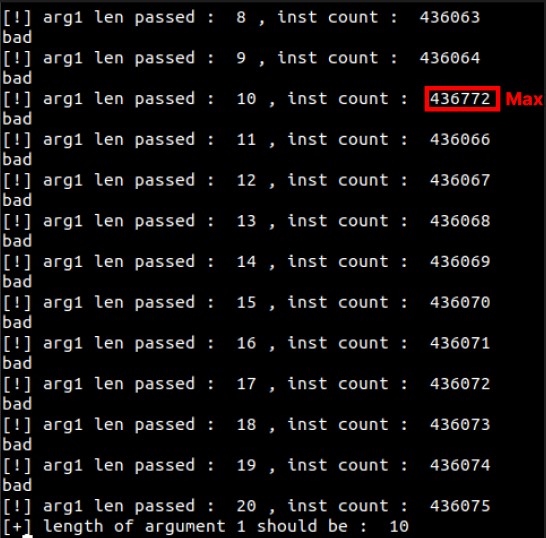 [!] arg1 len passed :  8 , inst count :  436063
bad
[!] arg1 len passed :  9 , inst count :  436064
bad
[!] arg1 len passed :  10 , inst count :  436772 Max
bad
[!] arg1 len passed :  11 , inst count :  436066
bad
[!] arg1 len passed :  12 , inst count :  436067
bad
[!] arg1 len passed :  13 , inst count :  436068
bad
[!] arg1 len passed :  14 , inst count :  436069
bad
[!] arg1 len passed :  15 , inst count :  436070
bad
[!] arg1 len passed :  16 , inst count :  436071
bad
[!] arg1 len passed :  17 , inst count :  436072
bad
[!] arg1 len passed :  18 , inst count :  436073
bad
[!] arg1 len passed :  19 , inst count :  436074
bad
[!] arg1 len passed :  20 , inst count :  436075
[+] length of argument 1 should be :  10